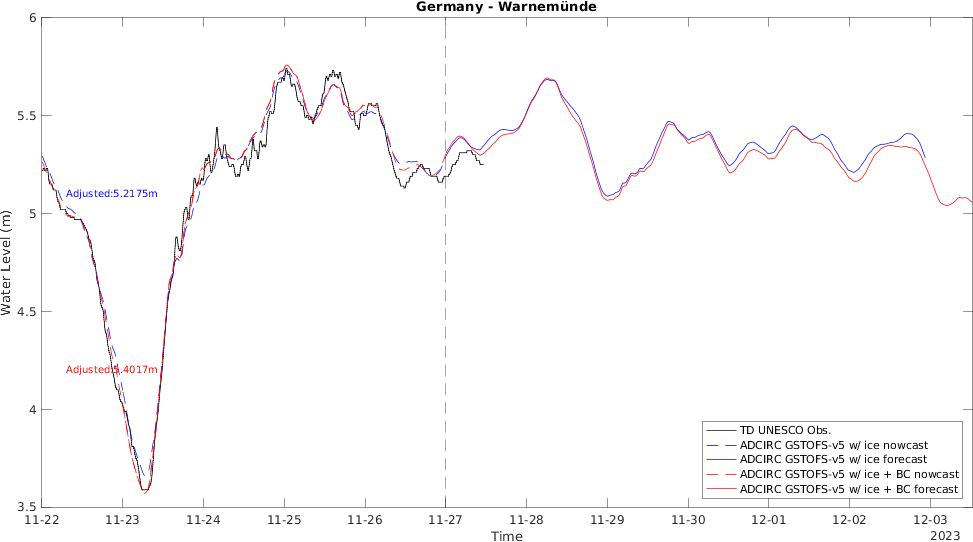 Germany - Warnemünde
6
5.5
5
4.5
4
3.5
Water Level (m)
Adjusted:5.2175m
Adjusted:5.4017m
TD UNESCO Obs.
ADCIRC GSTOFS-v5 w/ ice nowcast
ADCIRC GSTOFS-v5 w/ ice forecast
ADCIRC GSTOFS-v5 w/ ice + BC nowcast
ADCIRC GSTOFS-v5 w/ ice + BC forecast
11-22 11-23 11-24 11-25 11-26 11-27 11-28 11-29 11-30 12-01 12-02 12-03
Time
2023